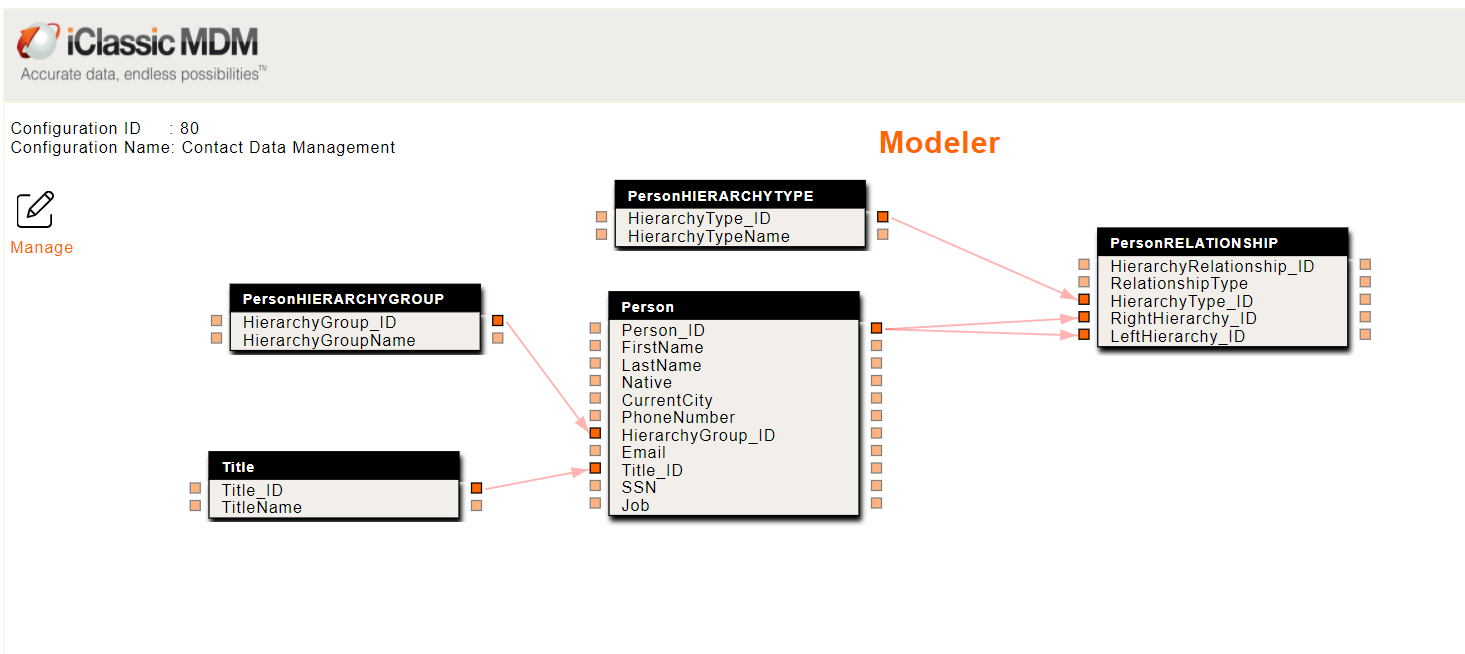 iClassic MDM
Accurate data, endless possibilities™
Configuration ID : 80
Configuration Name: Contact Data Management
Modeler
Manage
PersonHIERARCHYTYPE
HierarchyType_ID
HierarchyTypeName
PersonRELATIONSHIP
HierarchyRelationship_ID
RelationshipType
HierarchyType_ID
RightHierarchy_ID
LeftHierarchy_ID
PersonHIERARCHYGROUP
HierarchyGroup_ID
HierarchyGroupName
Person
Person_ID
FirstName
LastName
Native
CurrentCity
PhoneNumber
HierarchyGroup_ID
Email
Title_ID
SSN
Job
Title
Title_ID
TitleName